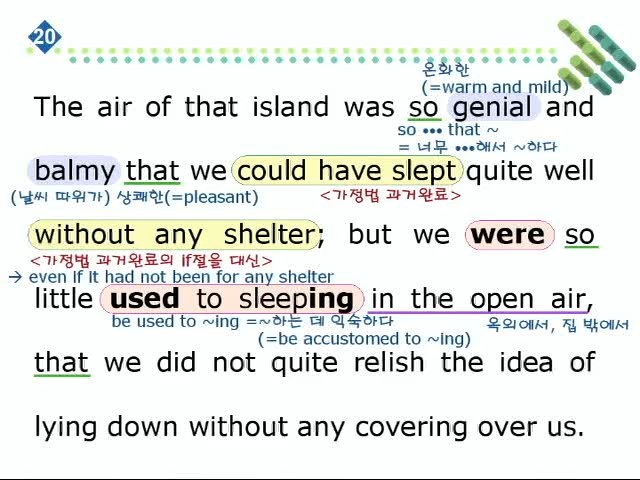 20
온화한
(=warm and mild)
The air of that island was so genial and
so ••• that ~
= 너무 •••해서 ~하다
balmy that we could have slept quite well
(날씨 따위가) 상쾌한(=pleasant)
<가정법 과거완료>
without any shelter; but we were so
<가정법 과거완료의 if절을 대신>
→ even if it had not been for any shelter
little used to sleeping in the open air,
be used to ~ing =~하는 데 익숙하다
옥외에서, 집 밖에서
(=be accustomed to ~ing)
that we did not quite relish the idea of
lying down without any covering over us.